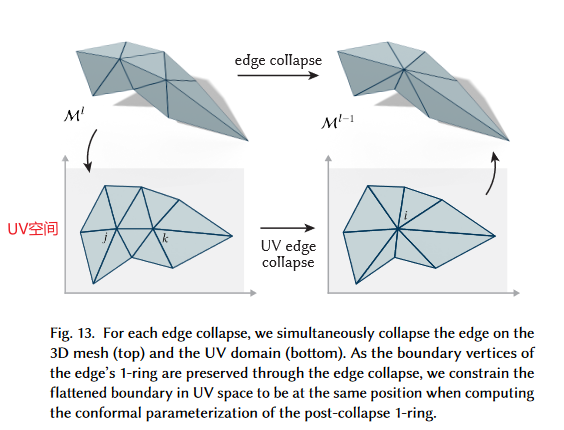 edge collapse
M^l
M^{l-1}
UV空间
j
k
i
UV edge
collapse
Fig. 13. For each edge collapse, we simultaneously collapse the edge on the
3D mesh (top) and the UV domain (bottom). As the boundary vertices of
the edge's 1-ring are preserved through the edge collapse, we constrain the
flattened boundary in UV space to be at the same position when computing
the conformal parameterization of the post-collapse 1-ring.